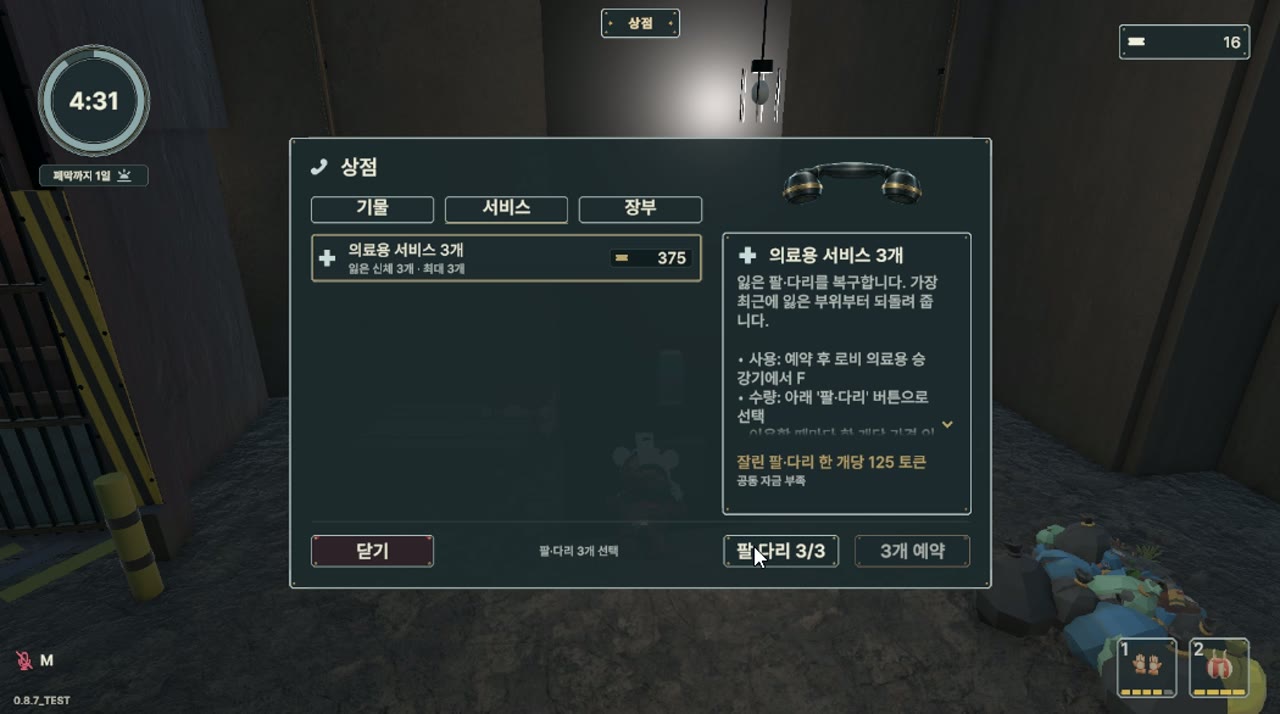 상점
16
4:31
폐막까지 1일
상점
기물
서비스
장부
의료용 서비스 3개
잃은 신체 3개 · 최대 3개
375
의료용 서비스 3개
잃은 팔·다리를 복구합니다. 가장
최근에 잃은 부위부터 되돌려 줍
니다.
• 사용: 예약 후 로비 의료용 승
강기에서 F
• 수량: 아래 '팔·다리' 버튼으로
선택
잘린 팔·다리 한 개당 125 토큰
공동 자금 부족
닫기
팔·다리 3개 선택
팔·다리 3/3
3개 예약
M
1
2
0.8.7_TEST